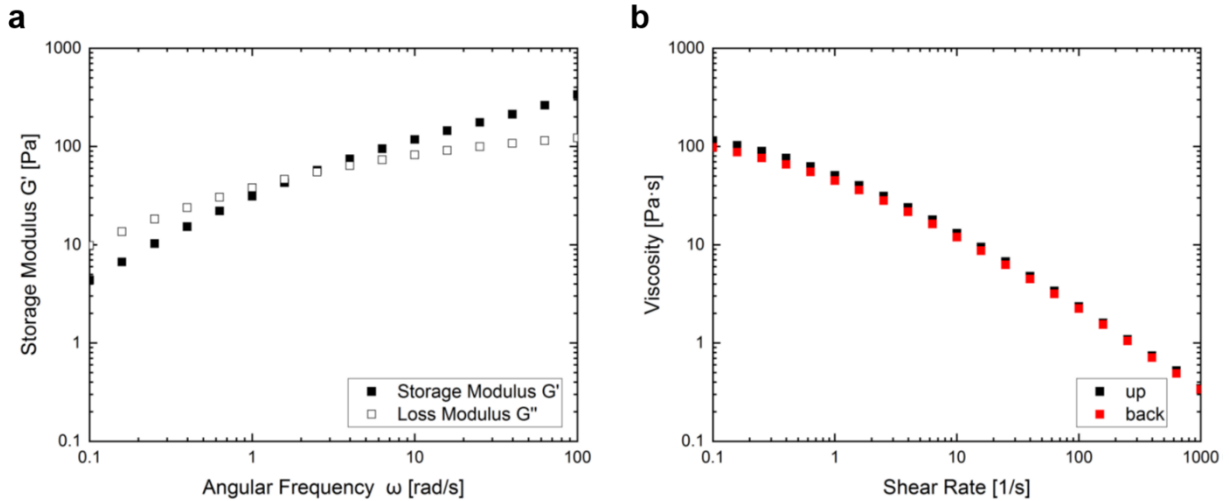 a
1000
100
10
1
0.1
Storage Modulus G' [Pa]
Storage Modulus G'
Loss Modulus G''
0.1
1
10
100
Angular Frequency ω [rad/s]
b
1000
100
10
1
0.1
Viscosity [Pa·s]
up
back
0.1
1
10
100
1000
Shear Rate [1/s]